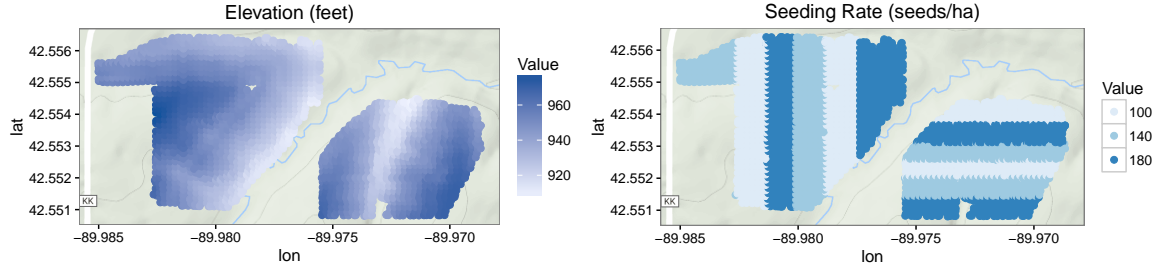 Elevation (feet)
42.556
42.555
42.554
42.553
42.552
42.551
lat
KK
−89.985
−89.980
−89.975
−89.970
lon
Value
960
940
920
Seeding Rate (seeds/ha)
42.556
42.555
42.554
42.553
42.552
42.551
lat
KK
−89.985
−89.980
−89.975
−89.970
lon
Value
100
140
180